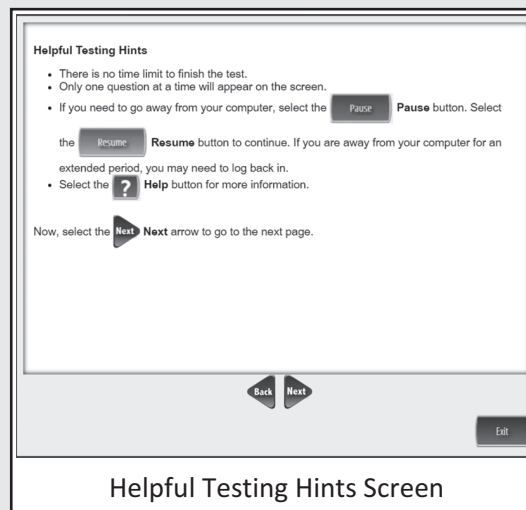 Helpful Testing Hints
• There is no time limit to finish the test.
• Only one question at a time will appear on the screen.
• If you need to go away from your computer, select the Pause Pause button. Select
the Resume Resume button to continue. If you are away from your computer for an
extended period, you may need to log back in.
• Select the ? Help button for more information.
Now, select the Next Next arrow to go to the next page.
Back Next
Exit
Helpful Testing Hints Screen